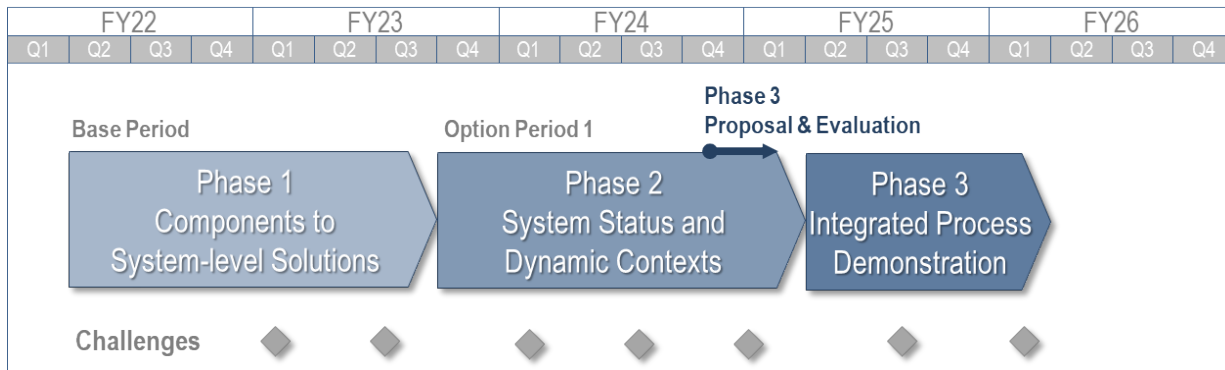 FY22 FY23 FY24 FY25 FY26
Q1 Q2 Q3 Q4 Q1 Q2 Q3 Q4 Q1 Q2 Q3 Q4 Q1 Q2 Q3 Q4 Q1 Q2 Q3 Q4
Phase 3
Proposal & Evaluation
Base Period
Option Period 1
Phase 1
Components to
System-level Solutions
Phase 2
System Status and
Dynamic Contexts
Phase 3
Integrated Process
Demonstration
Challenges